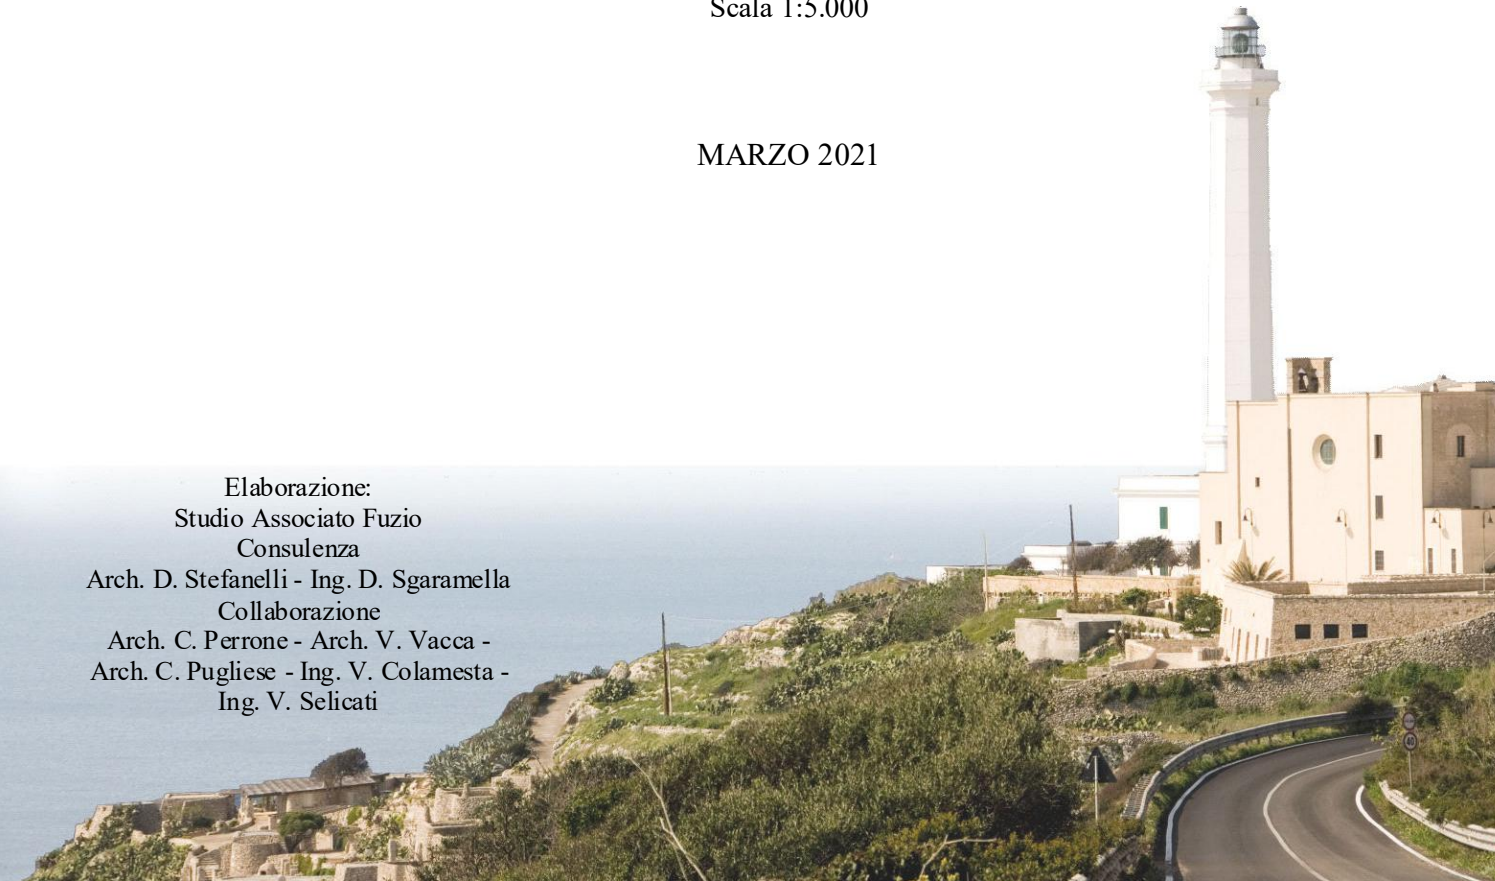 Scala 1:5.000
MARZO 2021
Elaborazione:
Studio Associato Fuzio
Consulenza
Arch. D. Stefanelli - Ing. D. Sgaramella
Collaborazione
Arch. C. Perrone - Arch. V. Vacca -
Arch. C. Pugliese - Ing. V. Colamesta -
Ing. V. Selicati
40